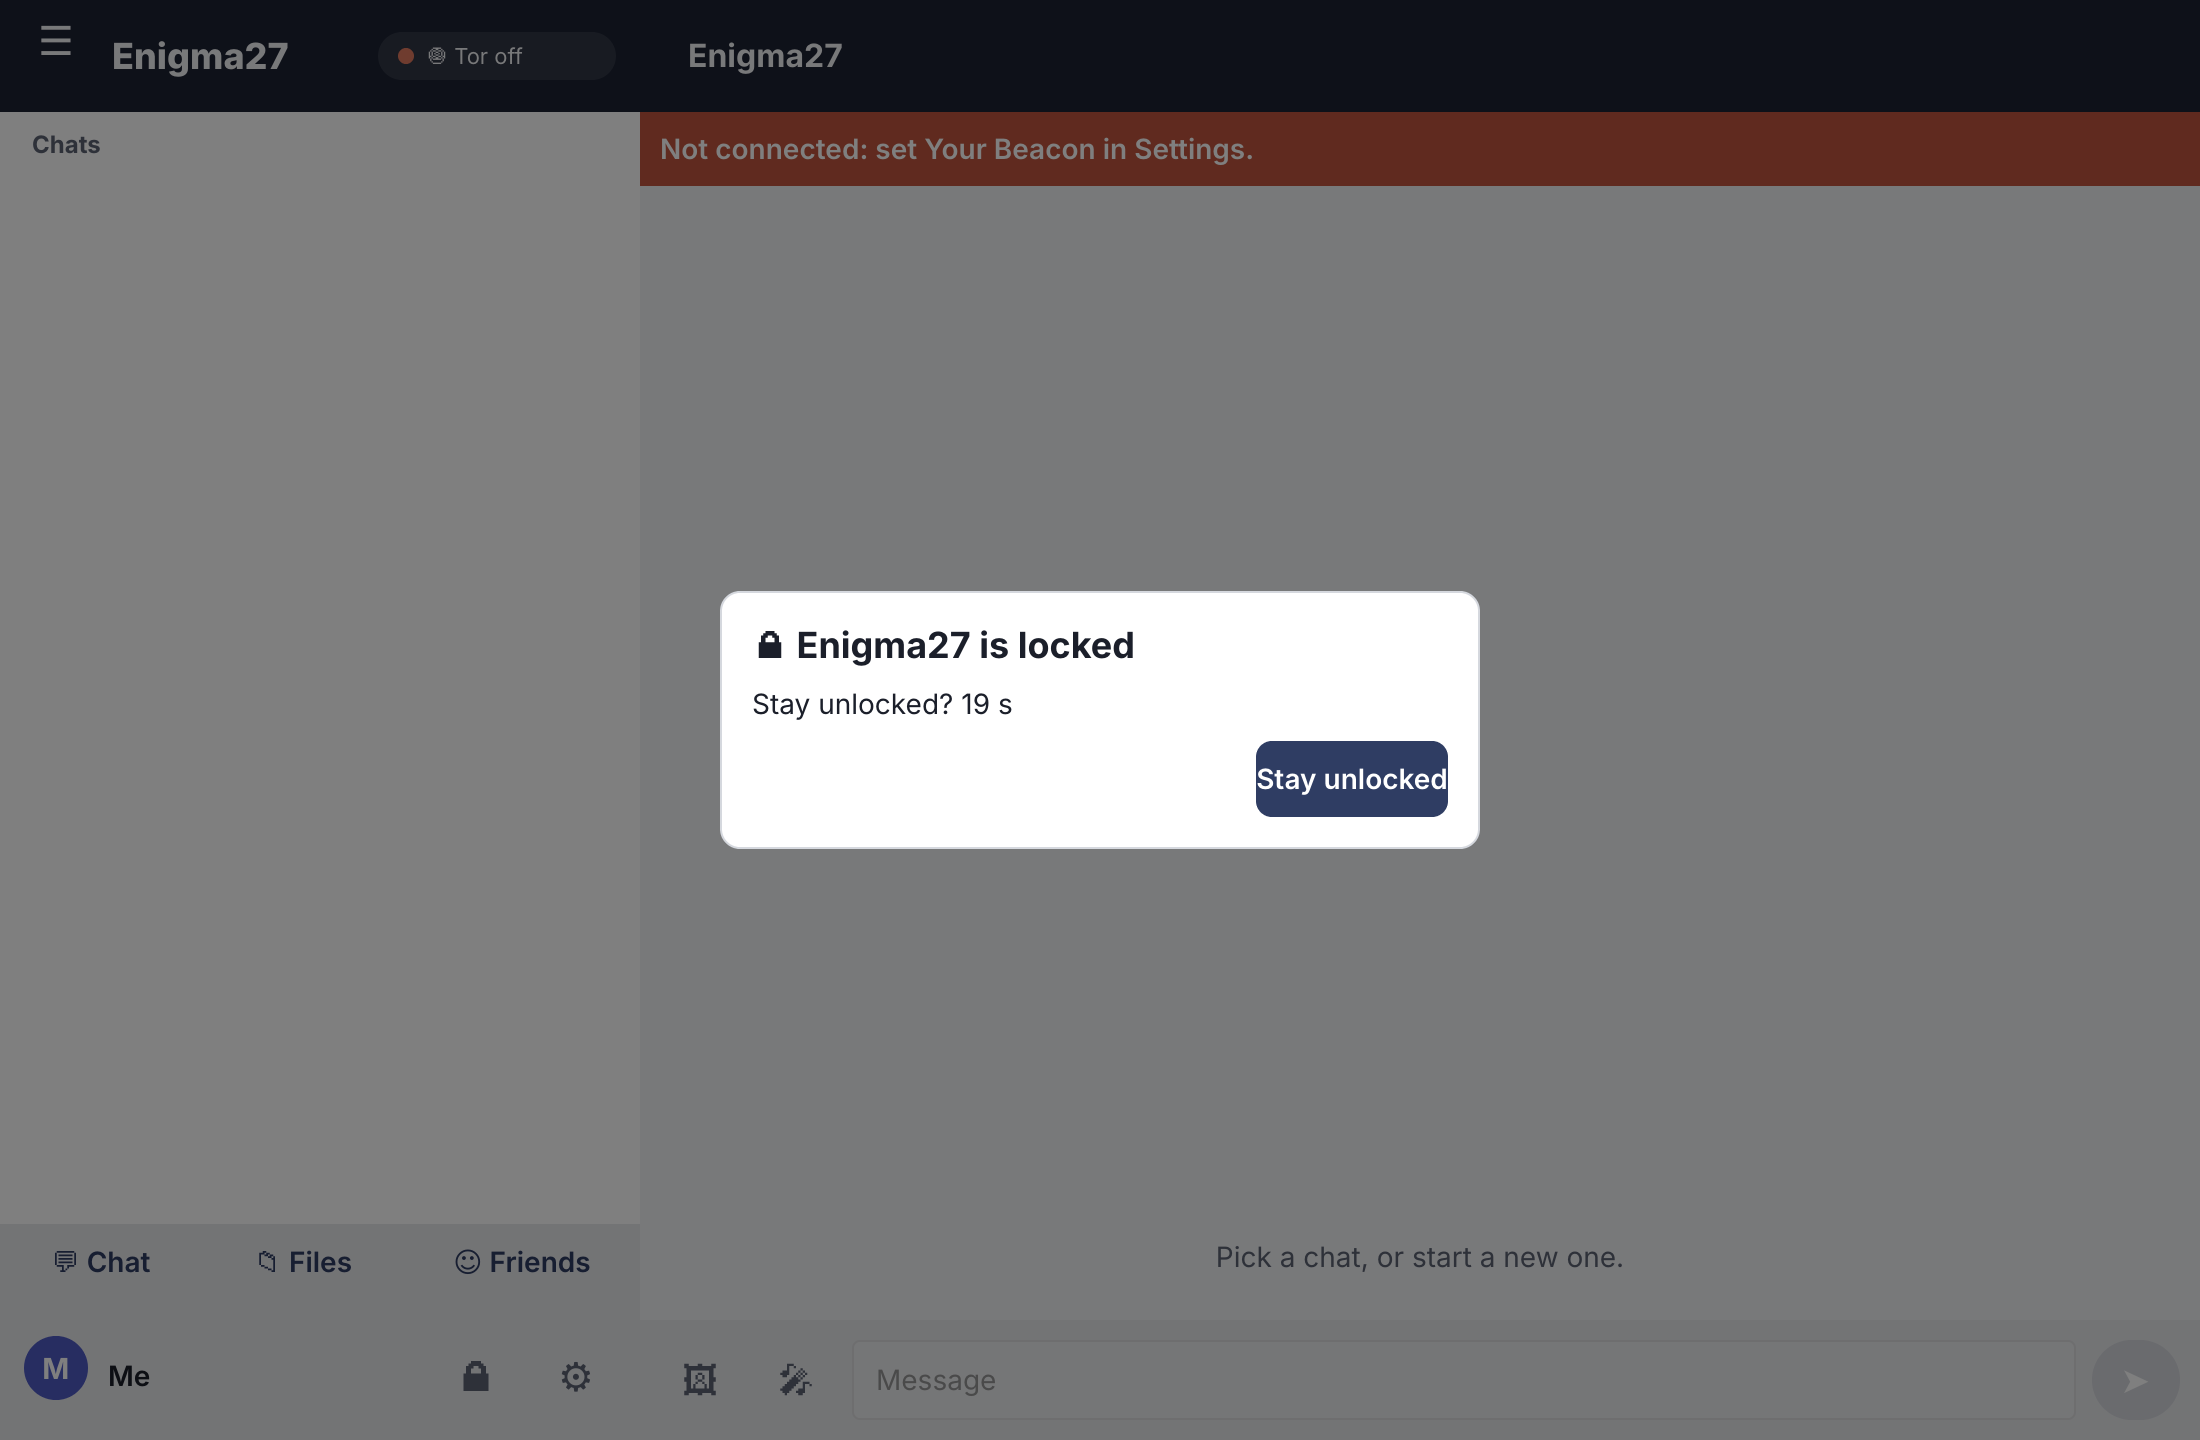 Enigma27
Tor off
Enigma27
Chats
Not connected: set Your Beacon in Settings.
Enigma27 is locked
Stay unlocked? 19 s
Stay unlocked
Chat
Files
Friends
Pick a chat, or start a new one.
M
Me
Message